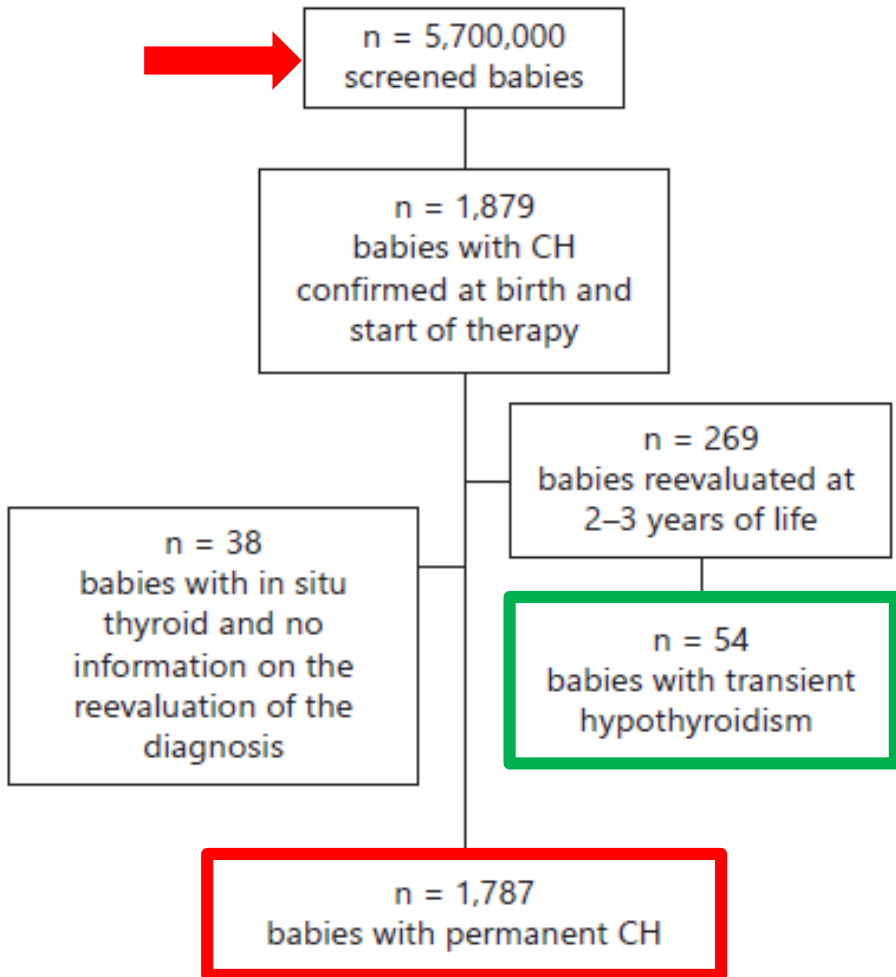 n = 5,700,000
screened babies
n = 1,879
babies with CH
confirmed at birth and
start of therapy
n = 269
babies reevaluated at
2–3 years of life
n = 38
babies with in situ
thyroid and no
information on the
reevaluation of the
diagnosis
n = 54
babies with transient
hypothyroidism
n = 1,787
babies with permanent CH